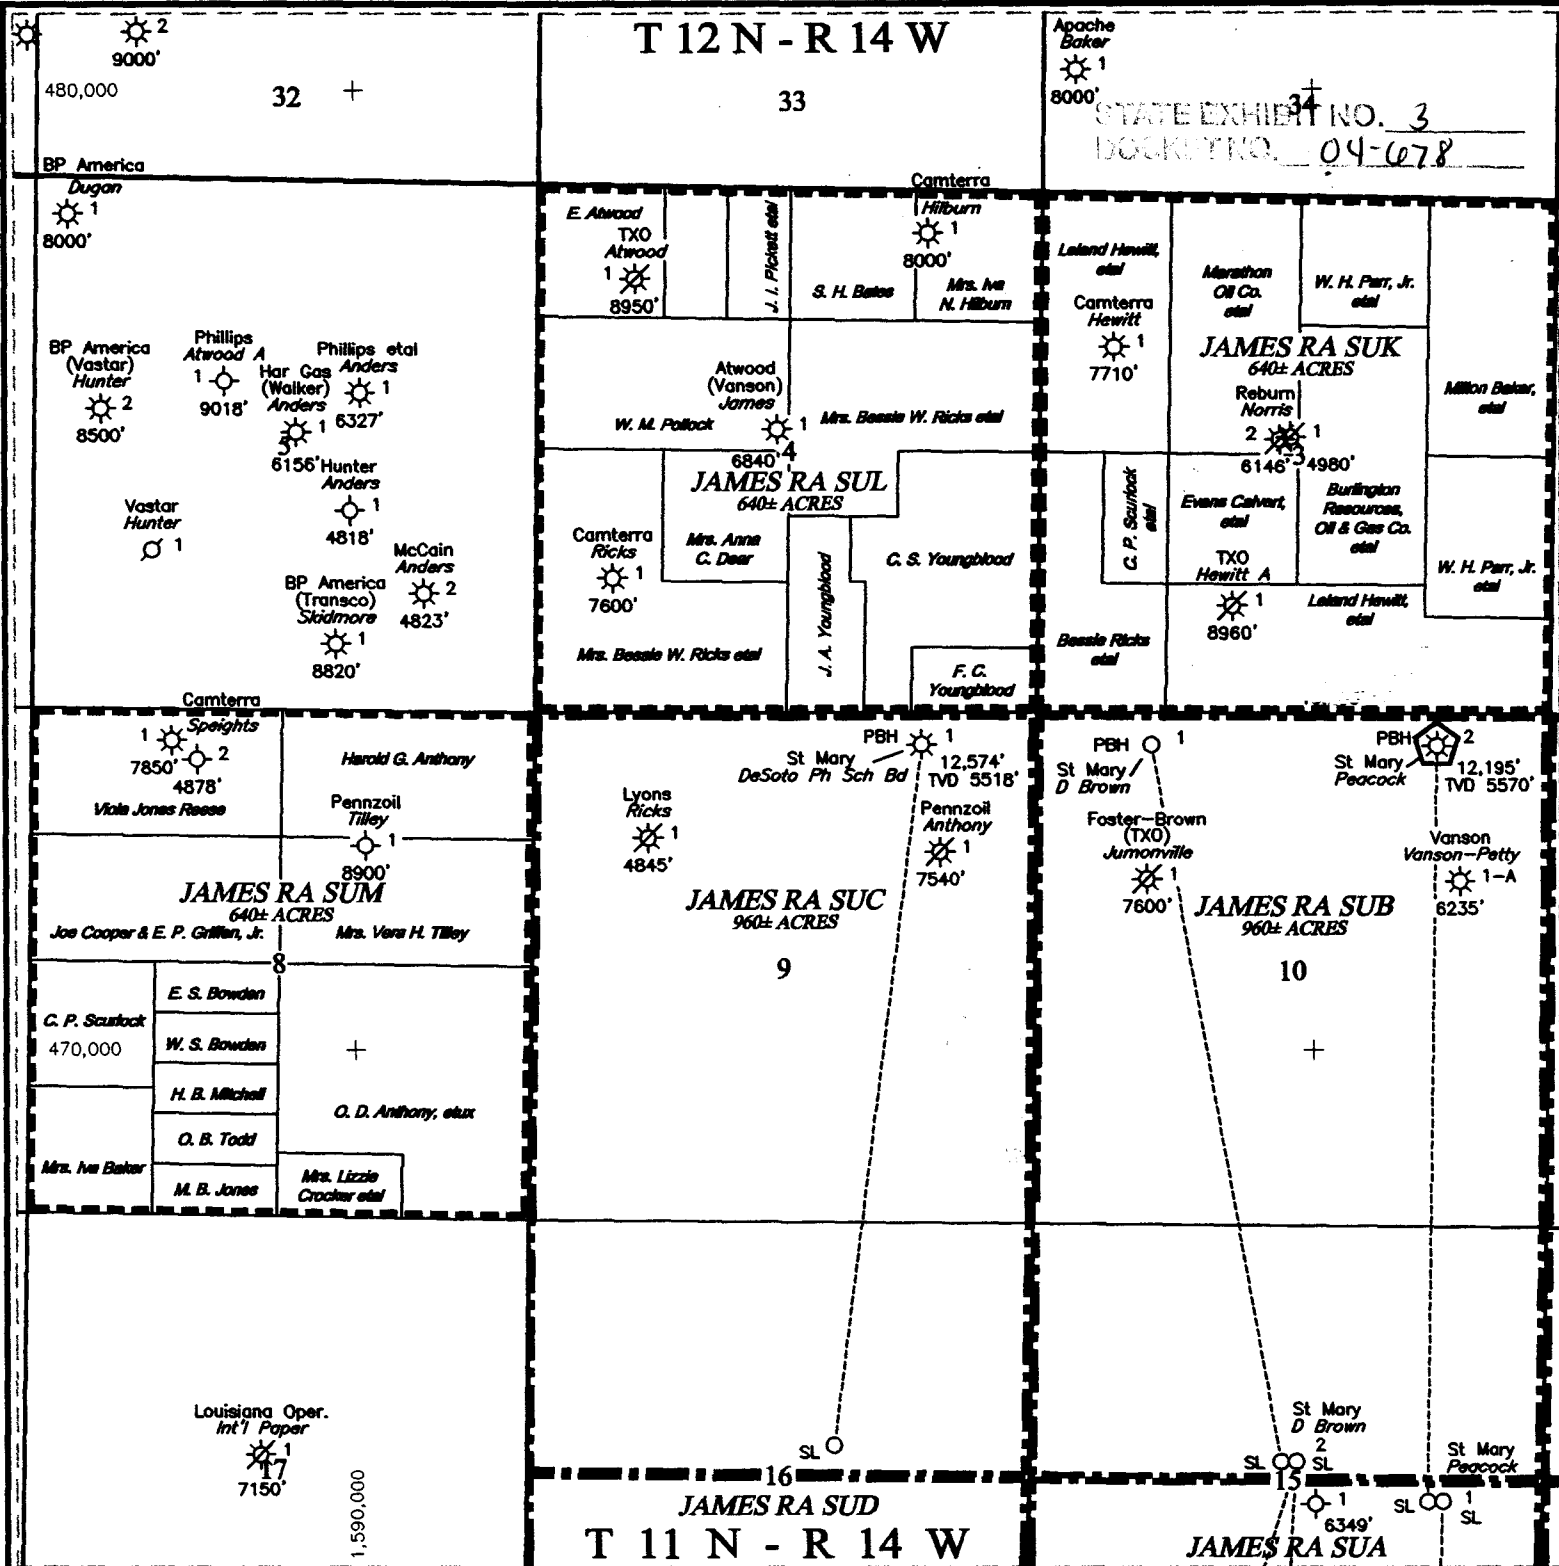 T 12 N - R 14 W
2
9000'
480,000
32
33
Apache
Baker
1
8000'
34
STATE EXHIBIT NO. 3
DOCKET NO. 04-678
BP America
Dugan
1
8000'
Camterra
Hilburn
1
8000'
E. Atwood
TXO
Atwood
1
8950'
J. I. Pickett etal
S. H. Bates
Mrs. Iva
N. Hilburn
Leland Hewitt,
etal
Camterra
Hewitt
1
7710'
Marathon
Oil Co.
etal
W. H. Parr, Jr.
etal
JAMES RA SUK
640± ACRES
Reburn
Norris
2
1
6146'
3
4980'
Milton Baker,
etal
BP America
(Vastar)
Hunter
2
8500'
Phillips
Atwood A
1
9018'
Har Gas
(Walker)
Anders
1
5
6156'
Phillips etal
Anders
1
6327'
Hunter
Anders
1
4818'
Vastar
Hunter
1
McCain
Anders
2
4823'
BP America
(Transco)
Skidmore
1
8820'
Atwood
(Vanson)
James
1
6840'
4
W. M. Pollock
Mrs. Bessie W. Ricks etal
JAMES RA SUL
640± ACRES
Camterra
Ricks
1
7600'
Mrs. Anna
C. Dear
J. A. Youngblood
C. S. Youngblood
Mrs. Bessie W. Ricks etal
F. C.
Youngblood
C. P. Scurlock
etal
Evans Calvert,
etal
Burlington
Resources,
Oil & Gas Co.
etal
TXO
Hewitt A
1
8960'
W. H. Parr, Jr.
etal
Leland Hewitt,
etal
Bessie Ricks
etal
Camterra
Speights
1
7850'
2
4878'
Viola Jones Reese
Harold G. Anthony
Pennzoil
Tilley
1
8900'
JAMES RA SUM
640± ACRES
Joe Cooper & E. P. Griffen, Jr.
Mrs. Vera H. Tilley
8
C. P. Scurlock
470,000
E. S. Bowden
W. S. Bowden
H. B. Mitchell
O. B. Todd
M. B. Jones
Mrs. Iva Baker
O. D. Anthony, etux
Mrs. Lizzie
Crocker etal
PBH
1
St Mary
DeSoto Ph Sch Bd
12,574'
TVD 5518'
Lyons
Ricks
1
4845'
Pennzoil
Anthony
1
7540'
JAMES RA SUC
960± ACRES
9
PBH
1
St Mary
D Brown
PBH
2
St Mary
Peacock
12,195'
TVD 5570'
Foster-Brown
(TXO)
Jumonville
1
7600'
Vanson
Vanson-Petty
1-A
6235'
JAMES RA SUB
960± ACRES
10
Louisiana Oper.
Int'l Paper
1
17
7150'
1,590,000
SL
16
JAMES RA SUD
T 11 N - R 14 W
St Mary
D Brown
2
SL
SL
15
1
6349'
St Mary
Peacock
SL
1
SL
JAMES RA SUA